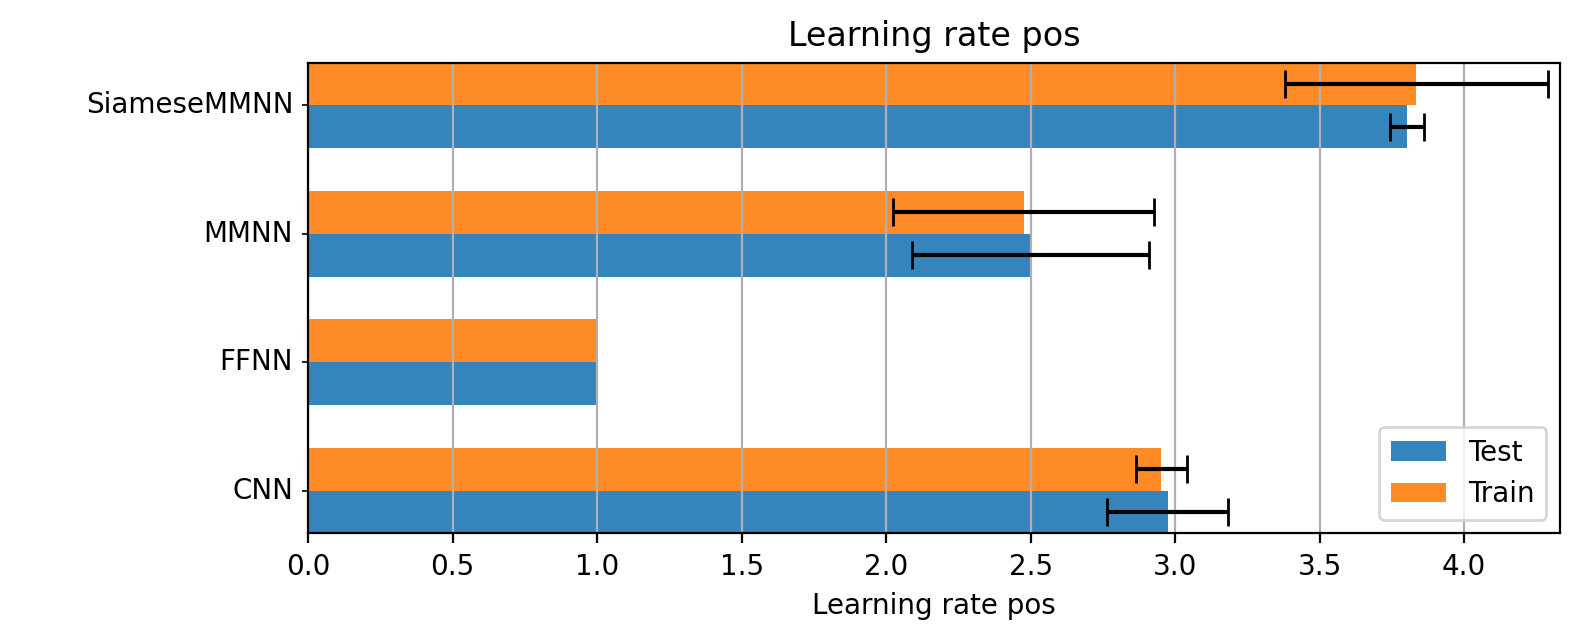 Learning rate pos
SiameseMMNN
MMNN
FFNN
CNN
Test
Train
0.0 0.5 1.0 1.5 2.0 2.5 3.0 3.5 4.0
Learning rate pos